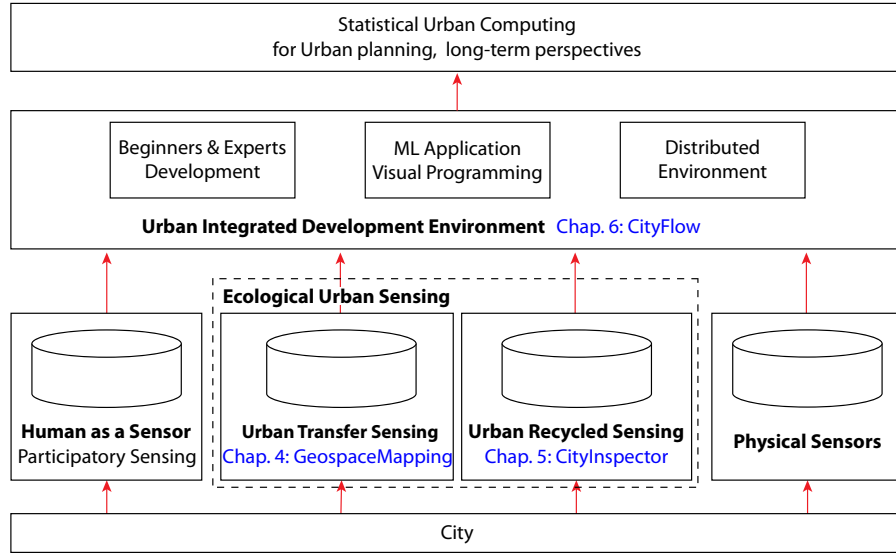 Statistical Urban Computing
for Urban planning, long-term perspectives
Beginners & Experts
Development
ML Application
Visual Programming
Distributed
Environment
Urban Integrated Development Environment Chap. 6: CityFlow
Ecological Urban Sensing
Human as a Sensor
Participatory Sensing
Urban Transfer Sensing
Chap. 4: GeospaceMapping
Urban Recycled Sensing
Chap. 5: CityInspector
Physical Sensors
City